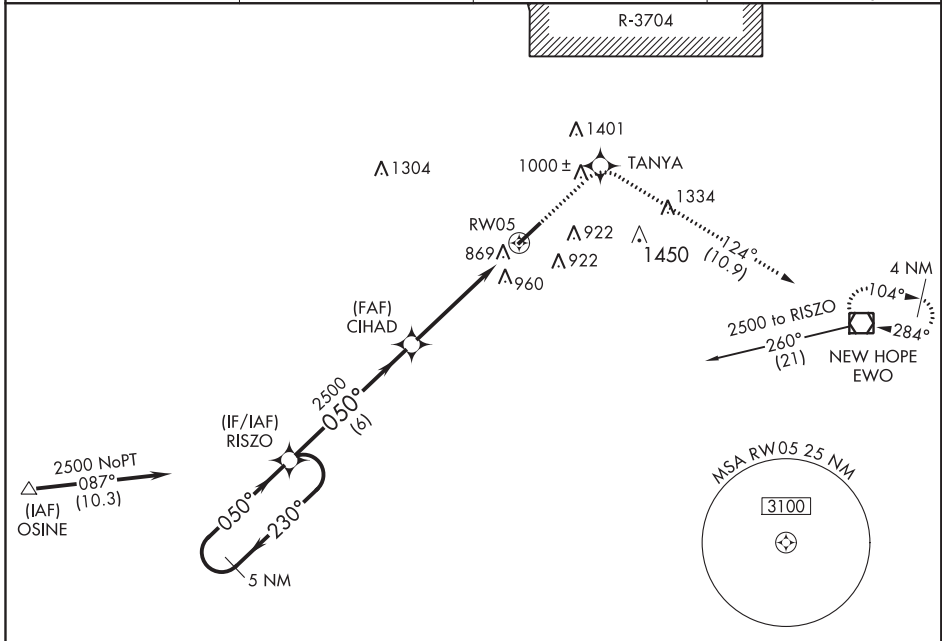 R-3704
1401
1000 ±
TANYA
1304
1334
RW05
922
869
1450
124°
(10.9)
922
960
4 NM
104°
(FAF)
CIHAD
2500 to RISZO
260°
(21)
284°
NEW HOPE
EWO
2500
050°
(6)
(IF/IAF)
RISZO
2500 NoPT
087°
(10.3)
(IAF)
OSINE
050°
230°
5 NM
MSA RW05 25 NM
3100